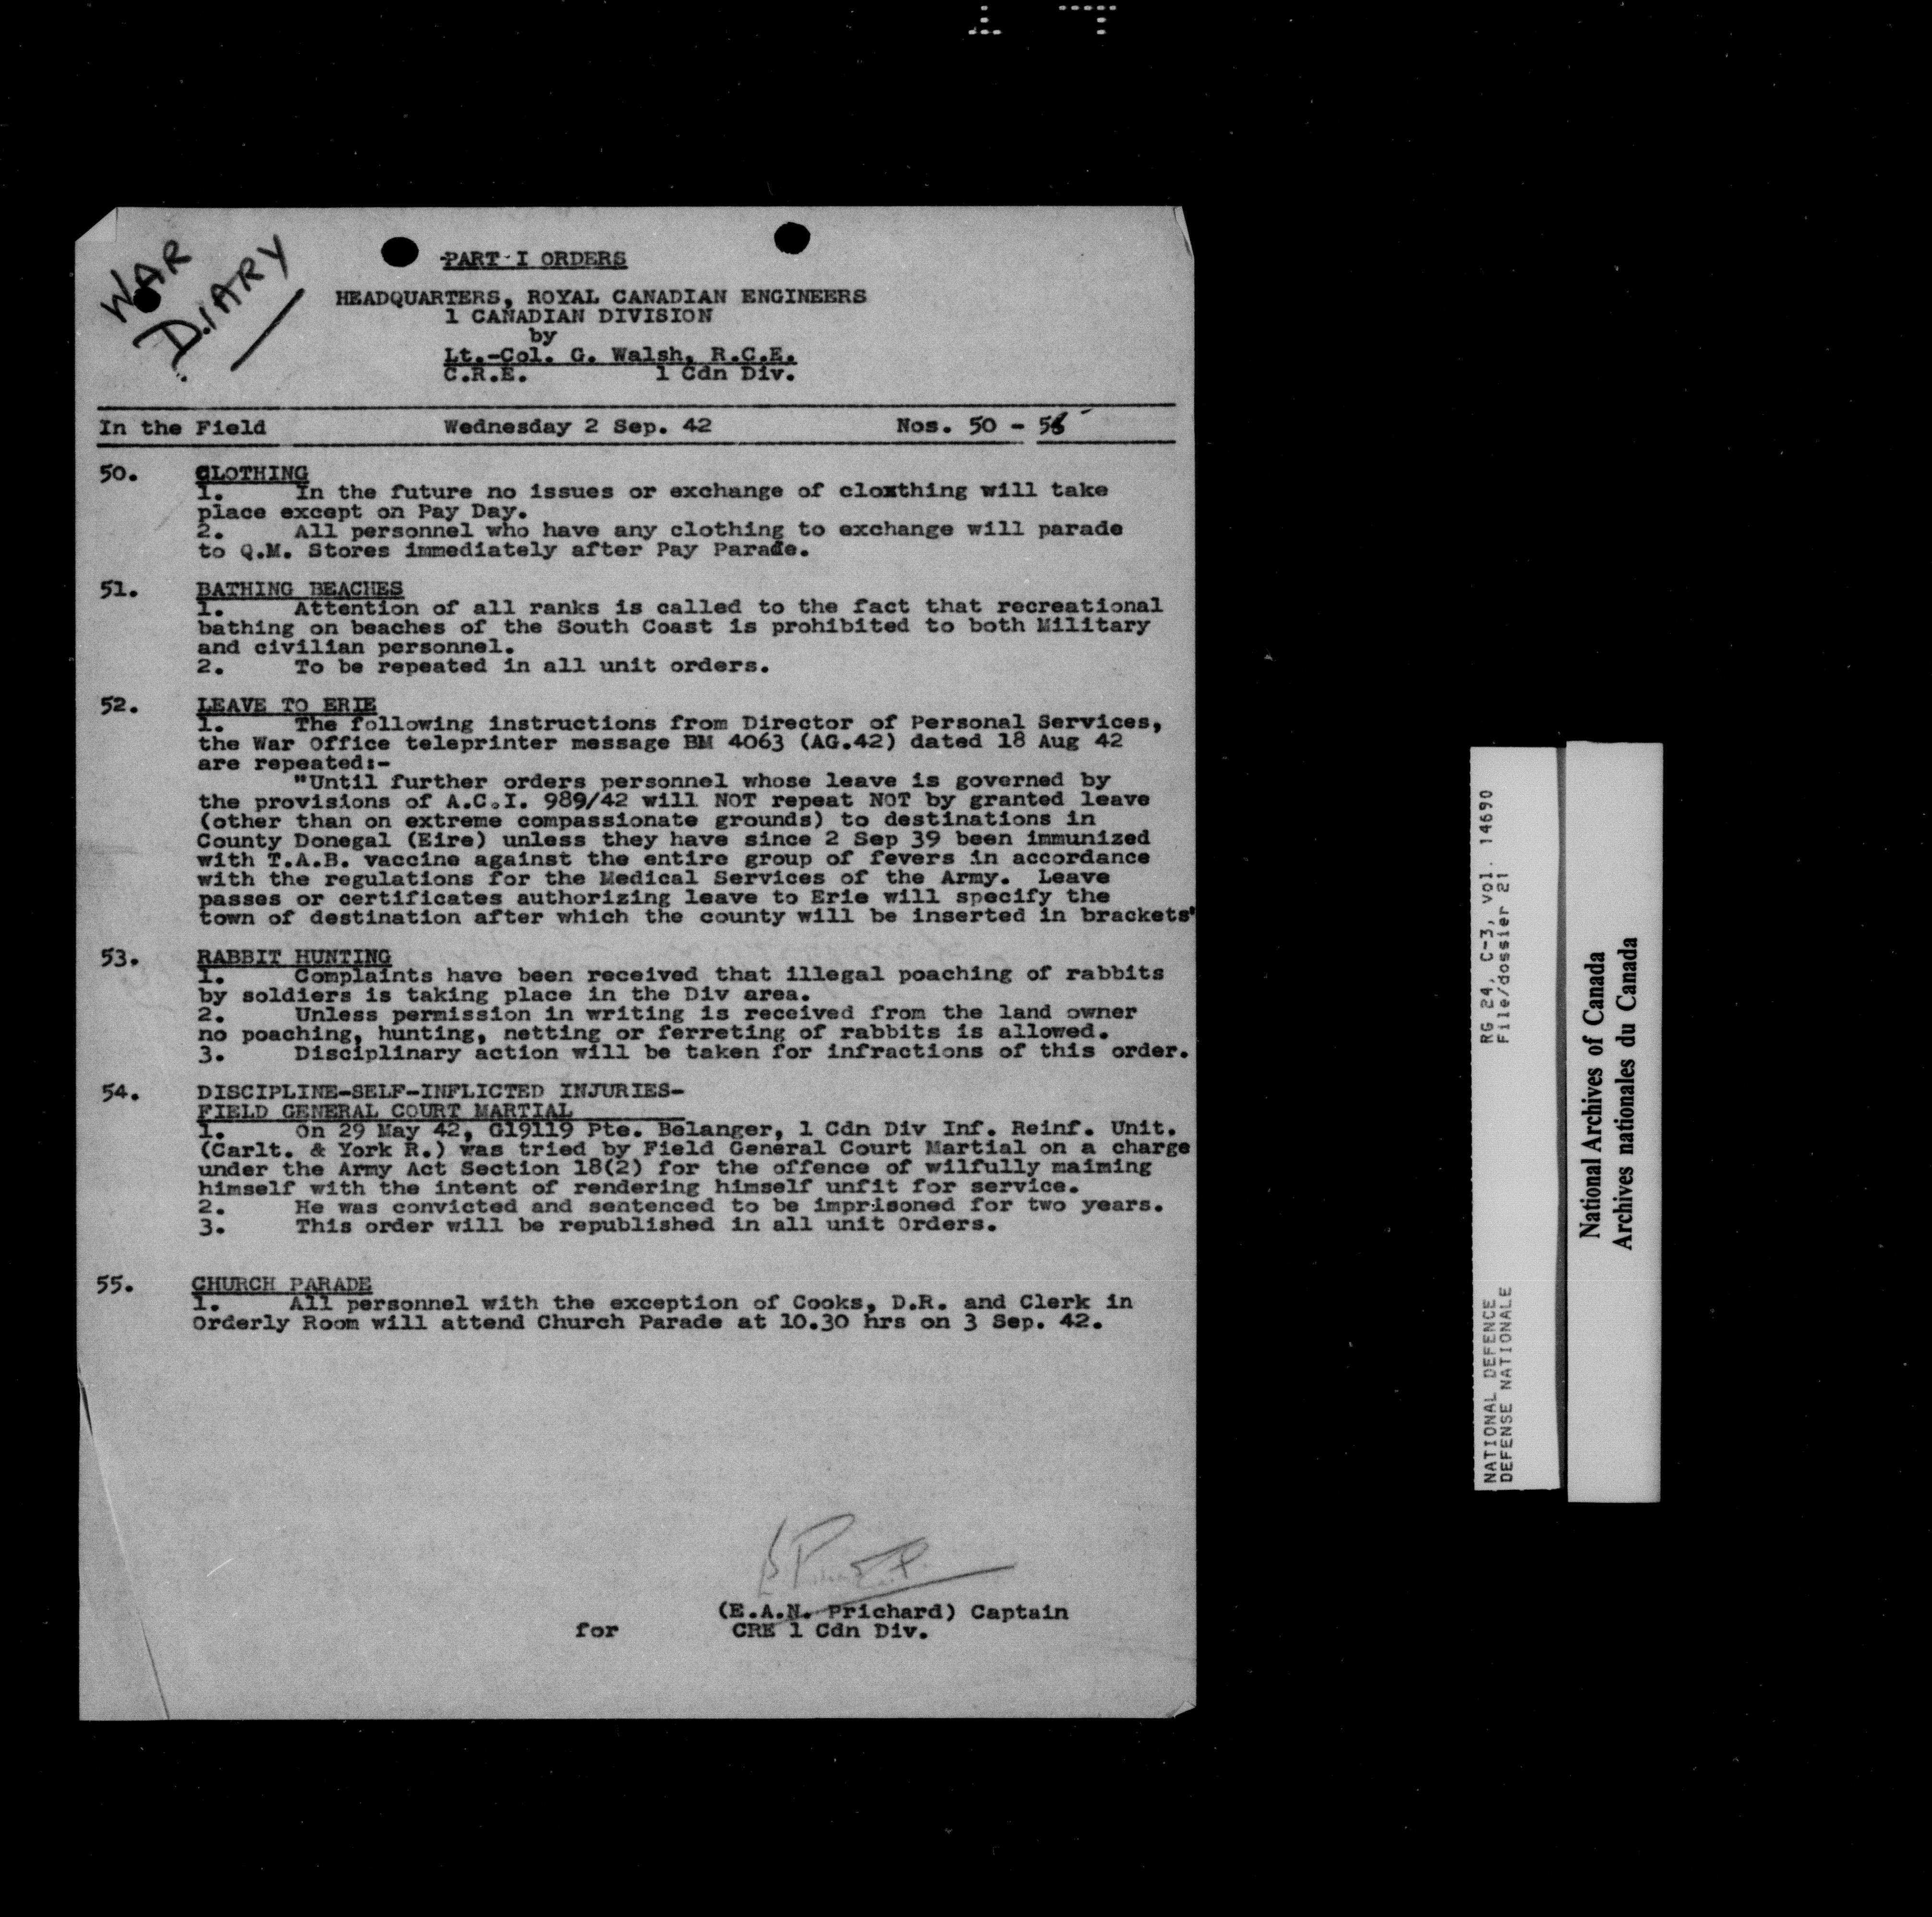 WAR
DIARY
PART I ORDERS
HEADQUARTERS, ROYAL CANADIAN ENGINEERS
1 CANADIAN DIVISION
by
Lt.-Col. G. Walsh, R.C.E.
C.R.E. 1 Cdn Div.
In the Field Wednesday 2 Sep. 42 Nos. 50 - 55
50. CLOTHING
1. In the future no issues or exchange of cloxthing will take
place except on Pay Day.
2. All personnel who have any clothing to exchange will parade
to Q.M. Stores immediately after Pay Parade.
51. BATHING BEACHES
1. Attention of all ranks is called to the fact that recreational
bathing on beaches of the South Coast is prohibited to both Military
and civilian personnel.
2. To be repeated in all unit orders.
52. LEAVE TO ERIE
1. The following instructions from Director of Personal Services,
the War Office teleprinter message BM 4063 (AG.42) dated 18 Aug 42
are repeated:-
"Until further orders personnel whose leave is governed by
the provisions of A.C.I. 989/42 will NOT repeat NOT by granted leave
(other than on extreme compassionate grounds) to destinations in
County Donegal (Eire) unless they have since 2 Sep 39 been immunized
with T.A.B. vaccine against the entire group of fevers in accordance
with the regulations for the Medical Services of the Army. Leave
passes or certificates authorizing leave to Erie will specify the
town of destination after which the county will be inserted in brackets"
53. RABBIT HUNTING
1. Complaints have been received that illegal poaching of rabbits
by soldiers is taking place in the Div area.
2. Unless permission in writing is received from the land owner
no poaching, hunting, netting or ferreting of rabbits is allowed.
3. Disciplinary action will be taken for infractions of this order.
54. DISCIPLINE-SELF-INFLICTED INJURIES-
FIELD GENERAL COURT MARTIAL
1. On 29 May 42, G19119 Pte. Belanger, 1 Cdn Div Inf. Reinf. Unit.
(Carlt. & York R.) was tried by Field General Court Martial on a charge
under the Army Act Section 18(2) for the offence of wilfully maiming
himself with the intent of rendering himself unfit for service.
2. He was convicted and sentenced to be imprisoned for two years.
3. This order will be republished in all unit Orders.
55. CHURCH PARADE
1. All personnel with the exception of Cooks, D.R. and Clerk in
Orderly Room will attend Church Parade at 10.30 hrs on 3 Sep. 42.
(E.A.N. Prichard) Captain
for CRE 1 Cdn Div.
NATIONAL DEFENCE RG 24, C-3, vol. 14690
DEFENSE NATIONALE File/dossier 21
National Archives of Canada
Archives nationales du Canada